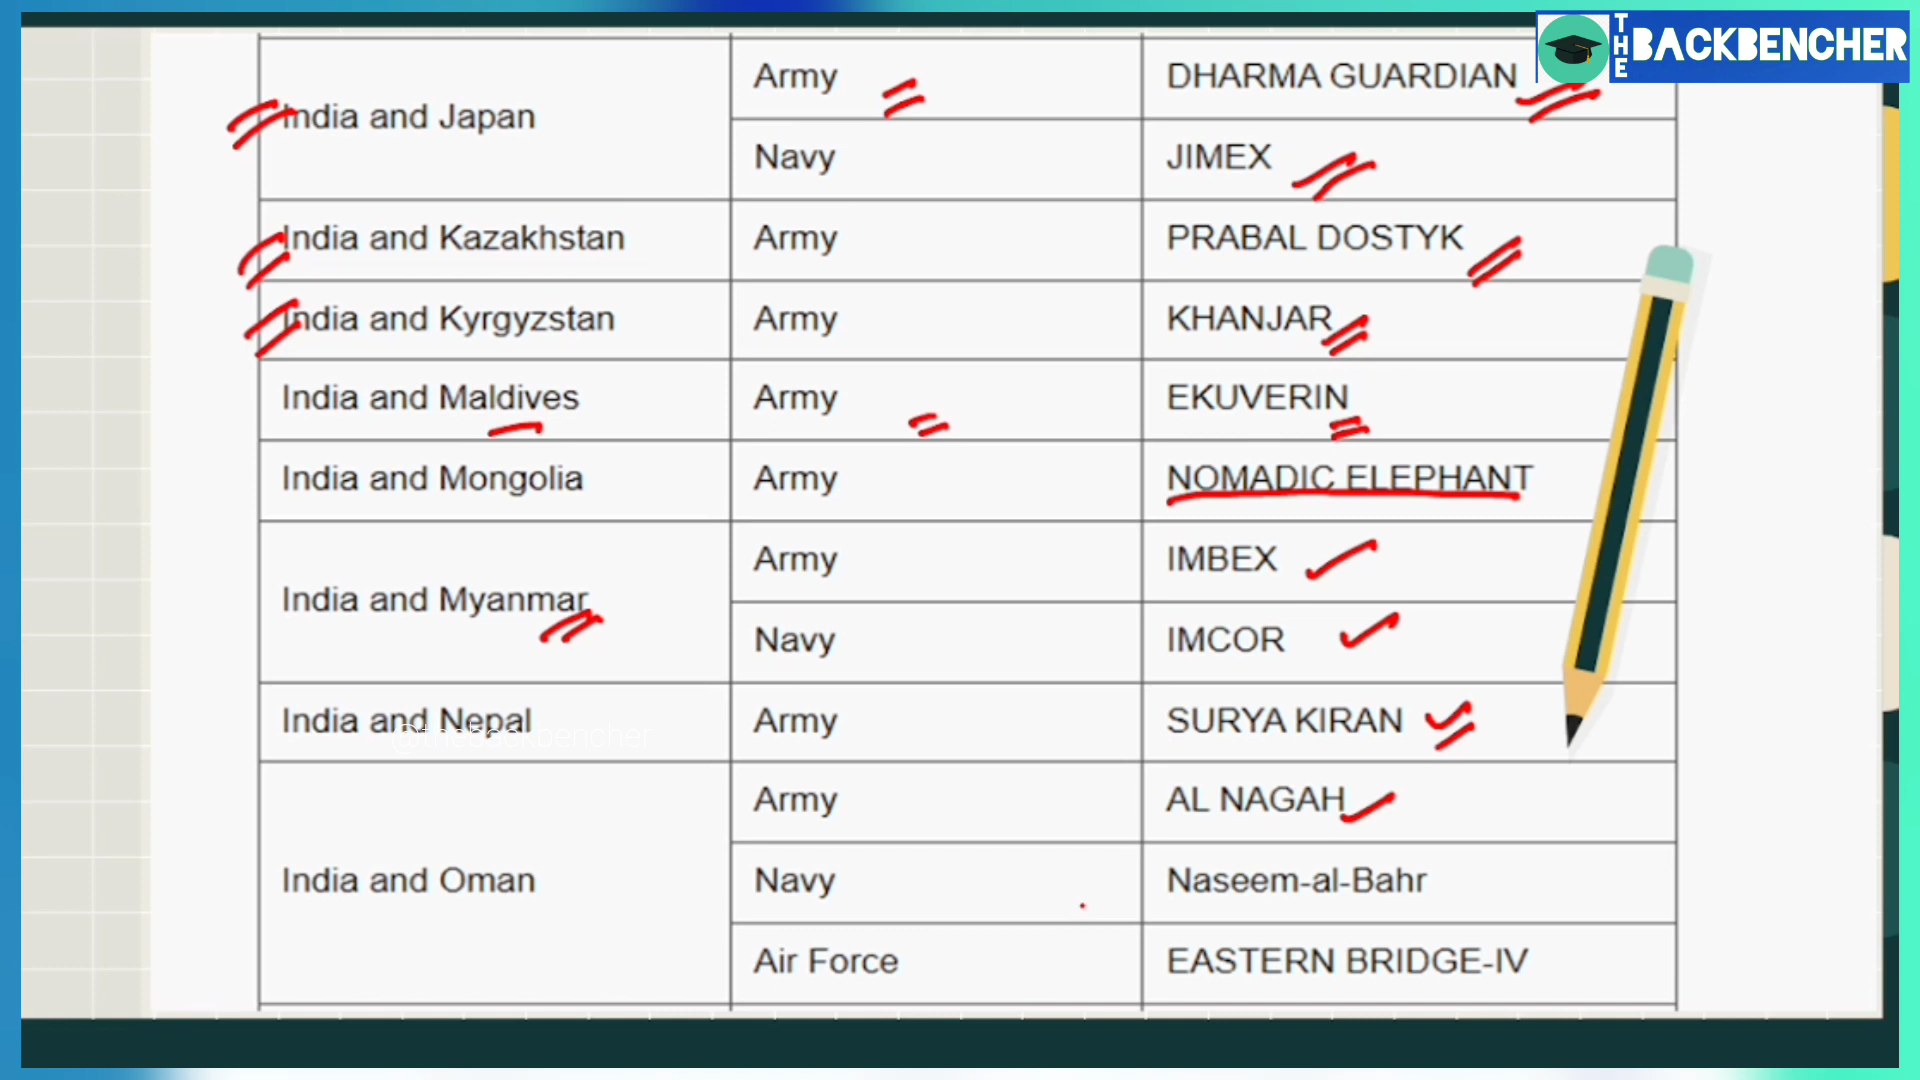 THE BACKBENCHER
India and Japan
Army
DHARMA GUARDIAN
Navy
JIMEX
India and Kazakhstan
Army
PRABAL DOSTYK
India and Kyrgyzstan
Army
KHANJAR
India and Maldives
Army
EKUVERIN
India and Mongolia
Army
NOMADIC ELEPHANT
India and Myanmar
Army
IMBEX
Navy
IMCOR
India and Nepal
Army
SURYA KIRAN
@thebackbencher
India and Oman
Army
AL NAGAH
Navy
Naseem-al-Bahr
Air Force
EASTERN BRIDGE-IV